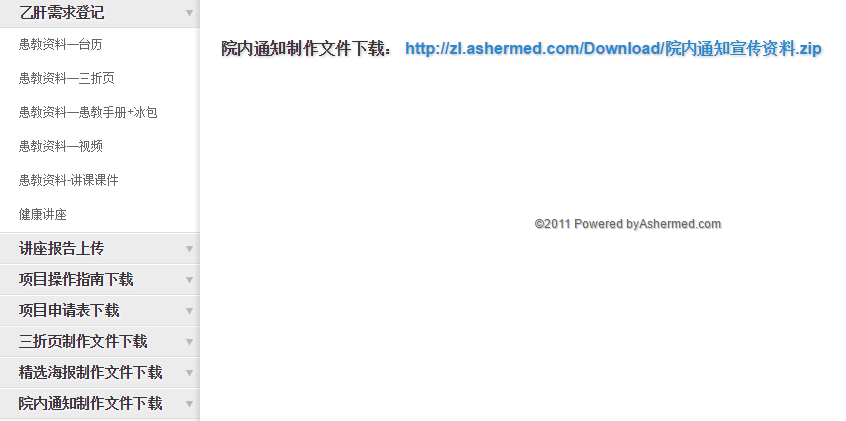 乙肝需求登记
患教资料—台历
患教资料—三折页
患教资料—患教手册+冰包
患教资料—视频
患教资料-讲课课件
健康讲座
讲座报告上传
项目操作指南下载
项目申请表下载
三折页制作文件下载
精选海报制作文件下载
院内通知制作文件下载
院内通知制作文件下载： http://zl.ashermed.com/Download/院内通知宣传资料.zip
©2011 Powered byAshermed.com